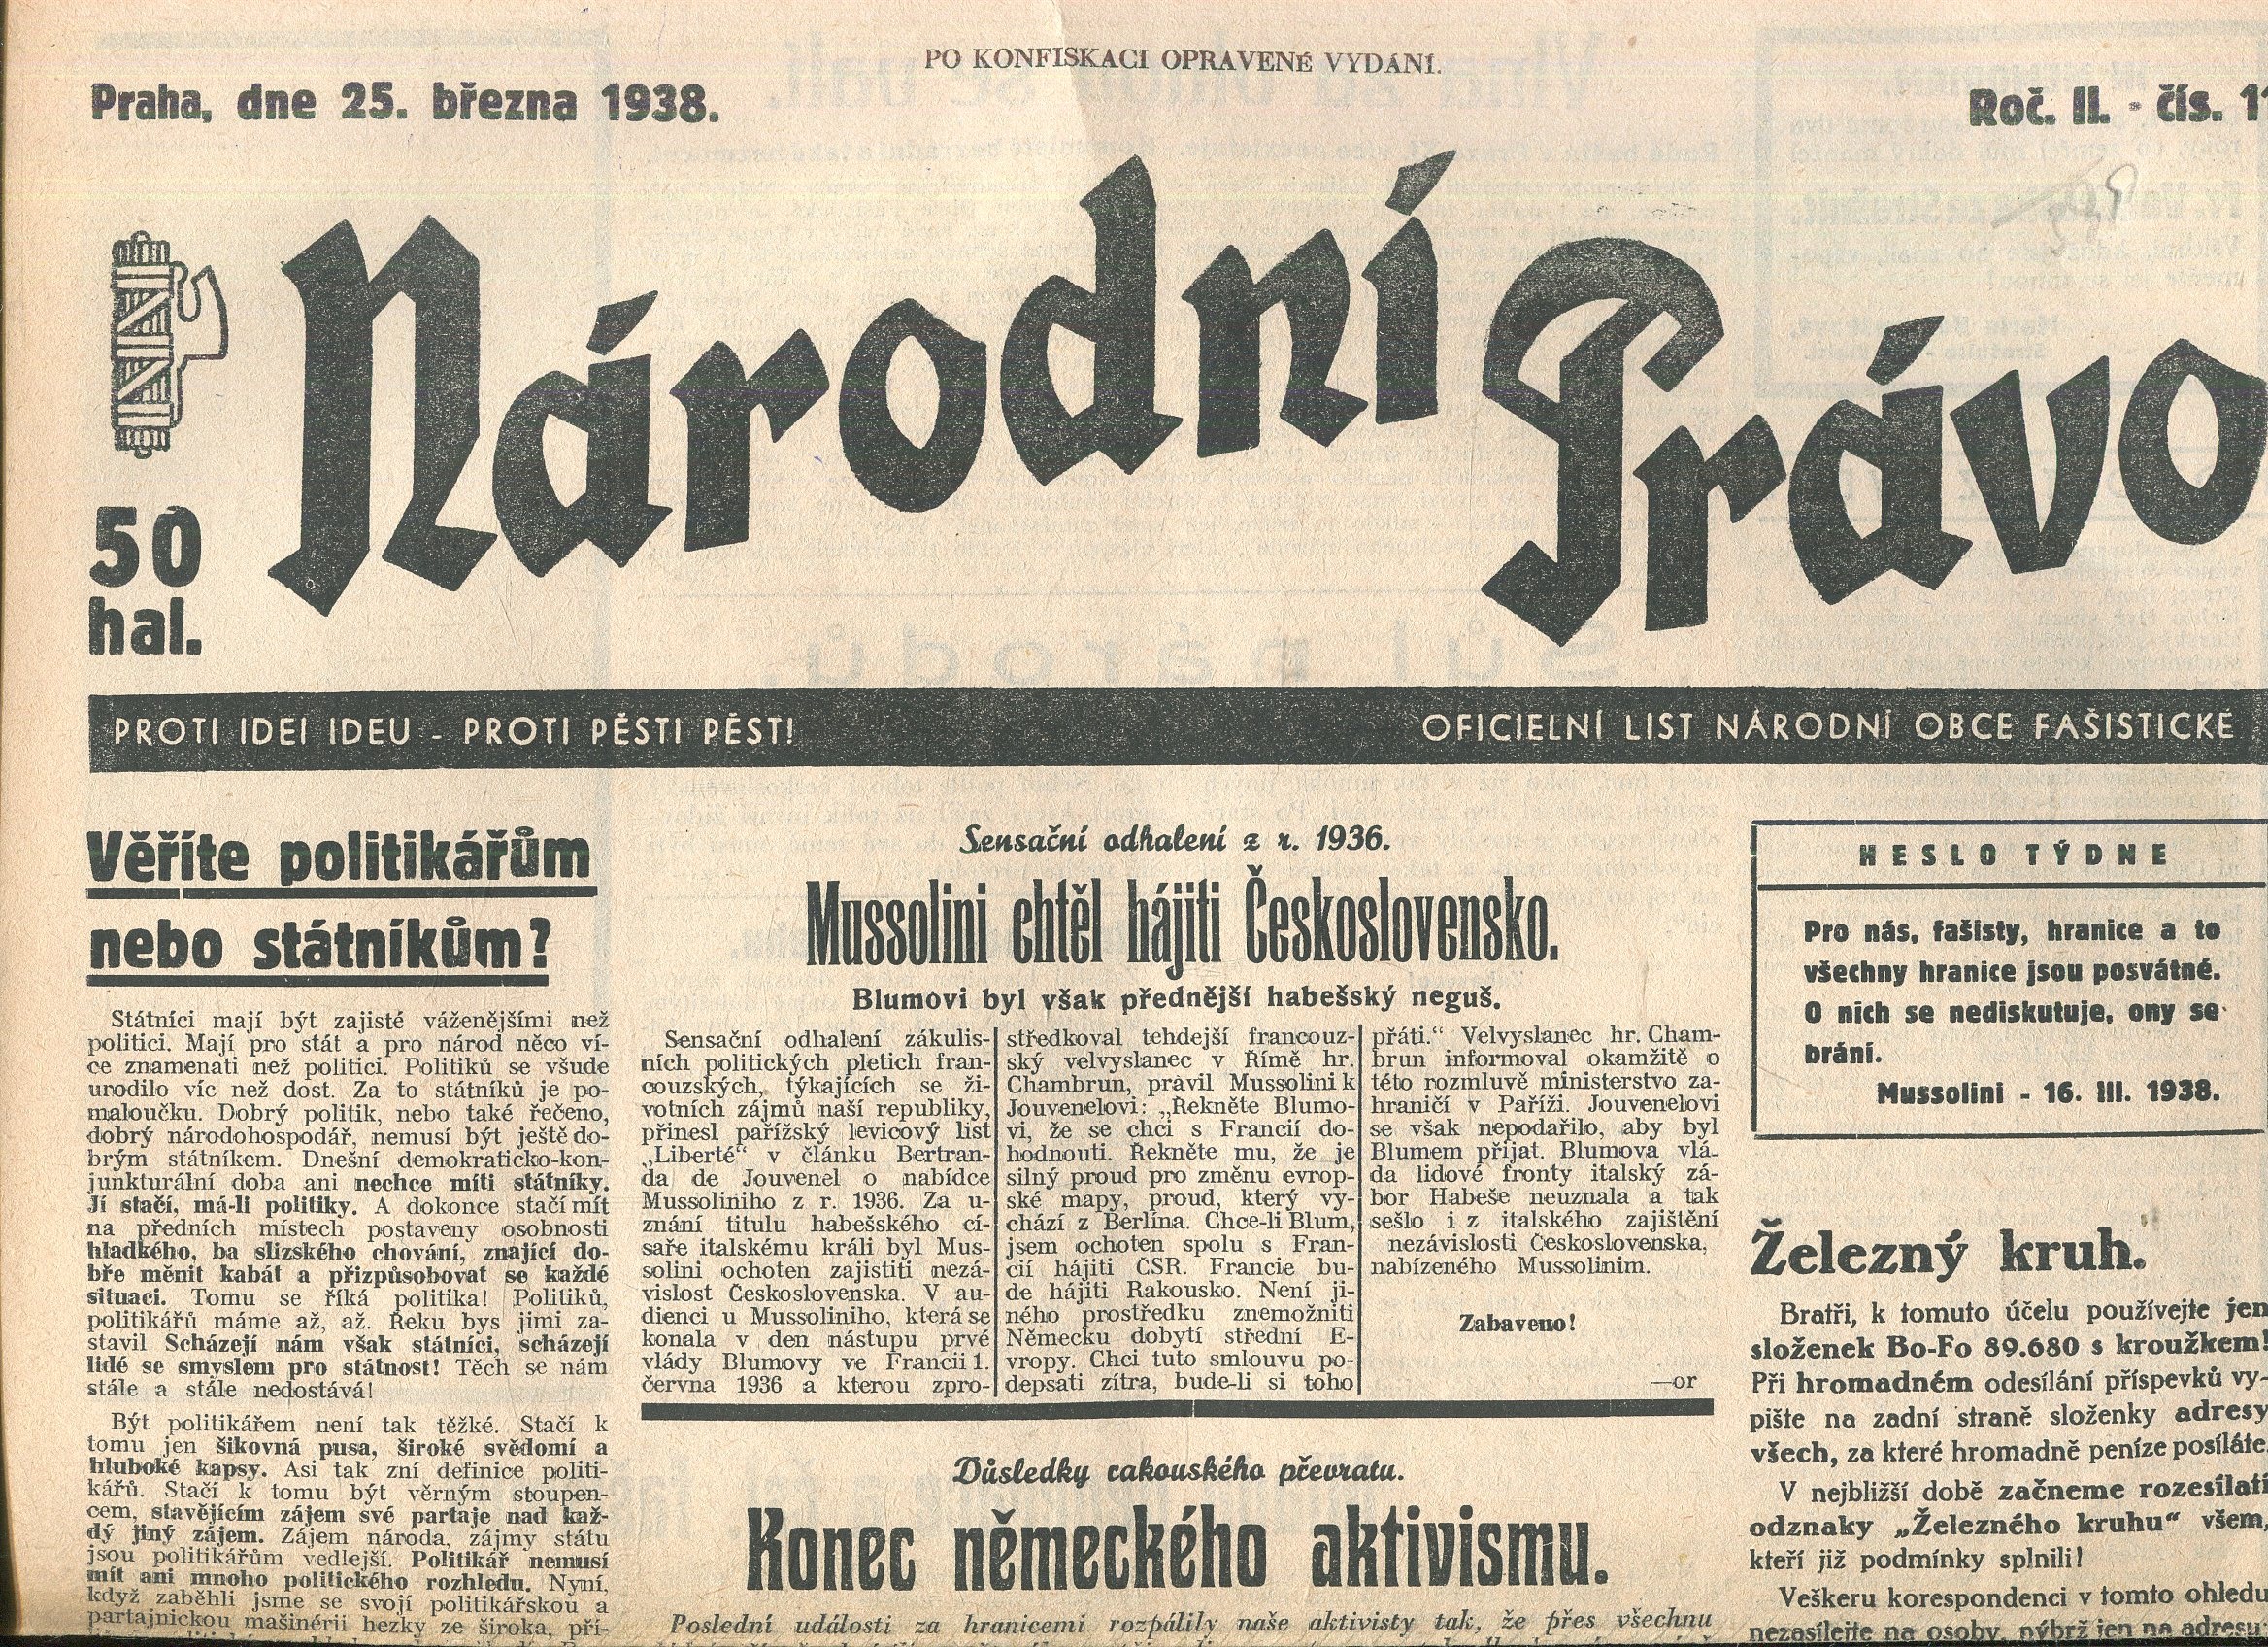 PO KONFISKACI OPRAVENÉ VYDÁNÍ.
Praha, dne 25. března 1938.
Roč. II. - čís. 11
Národní Právo
50
hal.
PROTI IDEI IDEU - PROTI PĚSTI PĚST!
OFICIELNÍ LIST NÁRODNÍ OBCE FAŠISTICKÉ
Věříte politikářům
nebo státníkům?
Státníci mají být zajisté váženějšími než
politici. Mají pro stát a pro národ něco ví-
ce znamenati než politici. Politiků se všude
urodilo víc než dost. Za to státníků je po-
maloučku. Dobrý politik, nebo také řečeno,
dobrý národohospodář, nemusí být ještě do-
brým státníkem. Dnešní demokraticko-kon-
junkturální doba ani nechce míti státníky.
Jí stačí, má-li politiky. A dokonce stačí mít
na předních místech postaveny osobnosti
hladkého, ba slizského chování, znající do-
bře měnit kabát a přizpůsobovat se každé
situaci. Tomu se říká politika! Politiků,
politikářů máme až, až. Řeku bys jimi za-
stavil Scházejí nám však státníci, scházejí
lidé se smyslem pro státnost! Těch se nám
stále a stále nedostává!
Být politikářem není tak těžké. Stačí k
tomu jen šikovná pusa, široké svědomí a
hluboké kapsy. Asi tak zní definice politi-
kářů. Stačí k tomu být věrným stoupen-
cem, stavějícím zájem své partaje nad kaž-
dý jiný zájem. Zájem národa, zájmy státu
jsou politikářům vedlejší. Politikář nemusí
mít ani mnoho politického rozhledu. Nyní,
když zaběhli jsme se svojí politikářskou a
partajnickou mašinérii hezky ze široka, při-
Sensační odhalení z r. 1936.
Mussolini chtěl hájiti Československo.
Blumovi byl však přednější habešský neguš.
Sensační odhalení zákulis-
ních politických pletich fran-
couzských, týkajících se ži-
votních zájmů naší republiky,
přinesl pařížský levicový list
„Liberté“ v článku Bertran-
da de Jouvenel o nabídce
Mussoliniho z r. 1936. Za u-
znání titulu habešského cí-
saře italskému králi byl Mus-
solini ochoten zajistiti nezá-
vislost Československa. V au-
dienci u Mussoliniho, která se
konala v den nástupu prvé
vlády Blumovy ve Francii 1.
června 1936 a kterou zpro-
středkoval tehdejší francouz-
ský velvyslanec v Římě hr.
Chambrun, pravil Mussolini k
Jouvenelovi: „Řekněte Blumo-
vi, že se chci s Francií do-
hodnouti. Řekněte mu, že je
silný proud pro změnu evrop-
ské mapy, proud, který vy-
chází z Berlína. Chce-li Blum,
jsem ochoten spolu s Fran-
cií hájiti ČSR. Francie bu-
de hájiti Rakousko. Není ji-
ného prostředku znemožniti
Německu dobytí střední E-
vropy. Chci tuto smlouvu po-
depsati zítra, bude-li si toho
přáti.“ Velvyslanec hr. Cham-
brun informoval okamžitě o
této rozmluvě ministerstvo za-
hraničí v Paříži. Jouvenelovi
se však nepodařilo, aby byl
Blumem přijat. Blumova vlá-
da lidové fronty italský zá-
bor Habeše neuznala a tak
sešlo i z italského zajištění
nezávislosti Československa,
nabízeného Mussolinim.
Zabaveno!
—or
Důsledky rakouského převratu.
Konec německého aktivismu.
Poslední události za hranicemi rozpálily naše aktivisty tak, že přes všechnu
HESLO TÝDNE
Pro nás, fašisty, hranice a to
všechny hranice jsou posvátné.
O nich se nediskutuje, ony se
brání.
Mussolini - 16. III. 1938.
Železný kruh.
Bratři, k tomuto účelu používejte jen
složenek Bo-Fo 89.680 s kroužkem!
Při hromadném odesílání příspěvků vy-
pište na zadní straně složenky adresy
všech, za které hromadně peníze posíláte.
V nejbližší době začneme rozesílati
odznaky „Železného kruhu“ všem,
kteří již podmínky splnili!
Veškeru korespondenci v tomto ohledu
nezasílejte na osoby, nýbrž jen na adresu